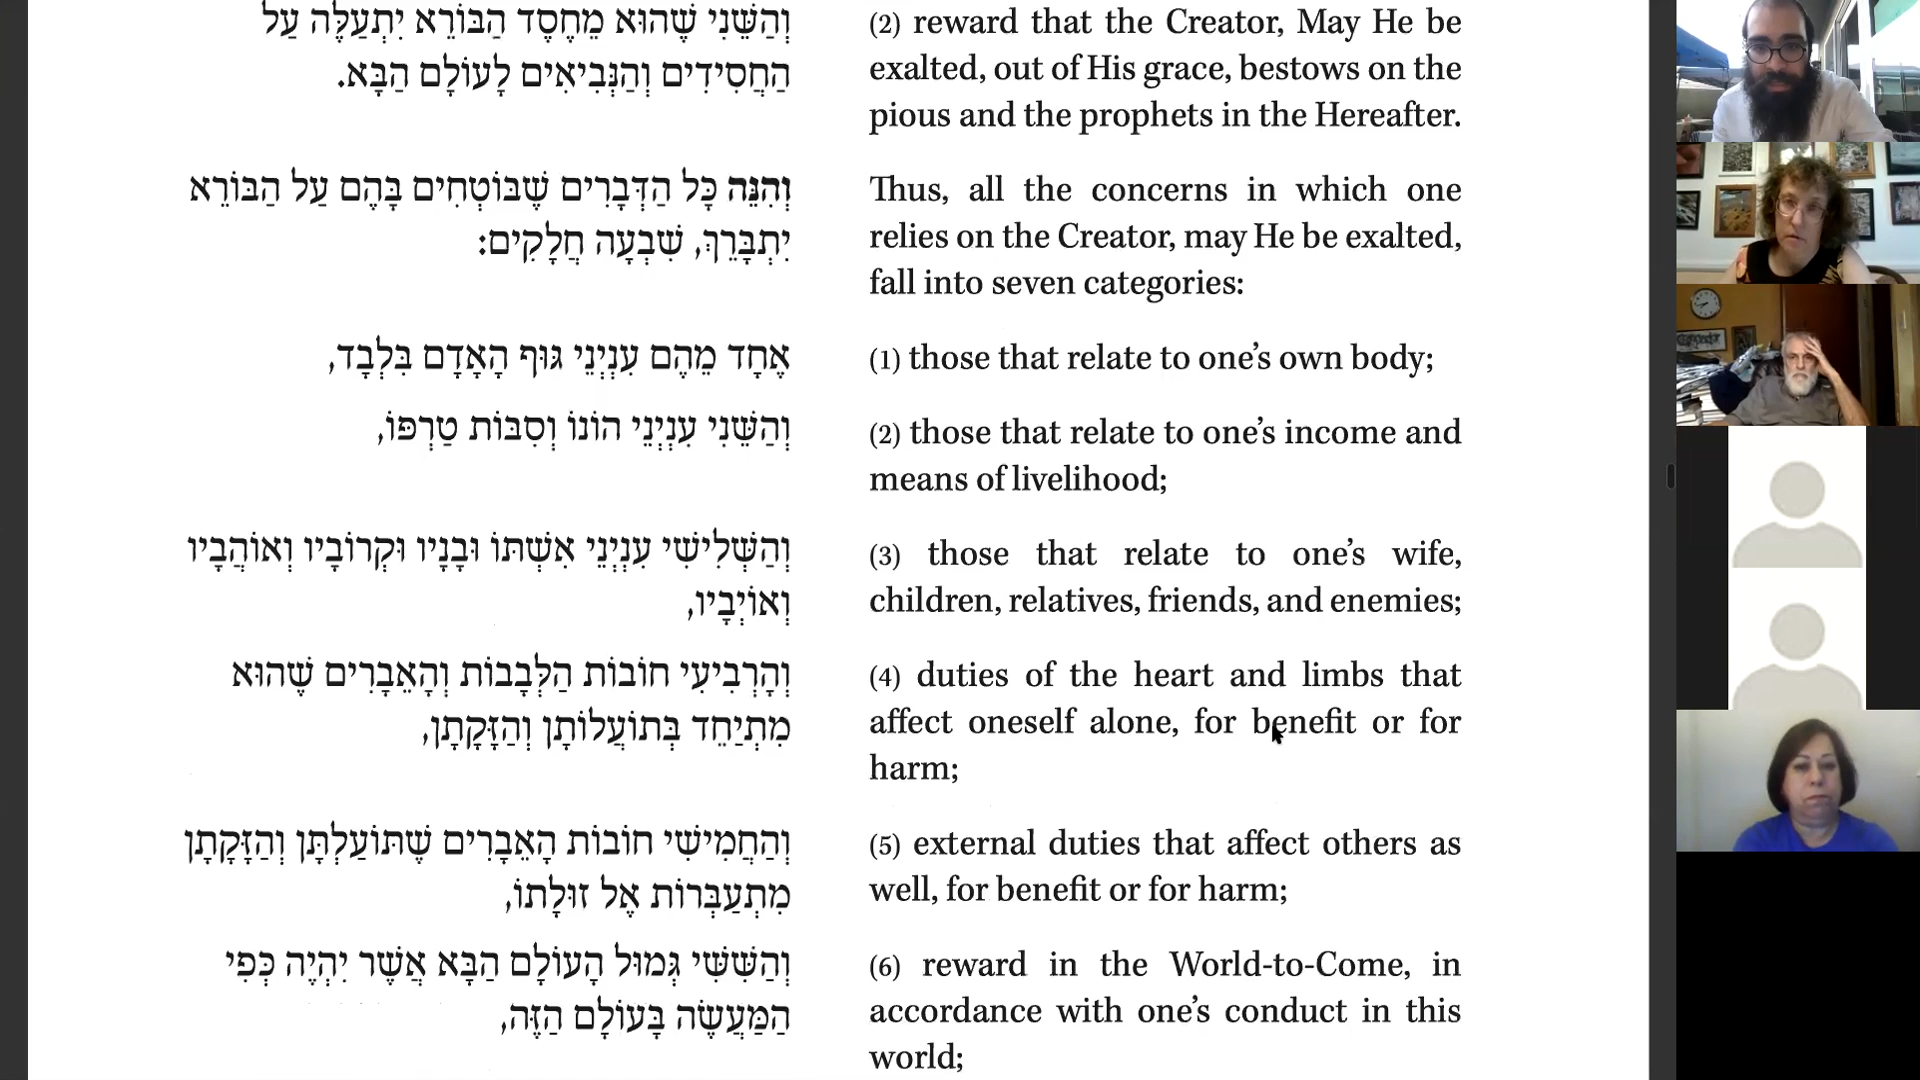 וְהַשֵּׁנִי שֶׁהוּא מֵחֶסֶד הַבּוֹרֵא יִתְעַלֶּה עַל
הַחֲסִידִים וְהַנְּבִיאִים לָעוֹלָם הַבָּא.
וְהִנֵּה כָּל הַדְּבָרִים שֶׁבּוֹטְחִים בָּהֶם עַל הַבּוֹרֵא
יִתְבָּרֵךְ, שִׁבְעָה חֲלָקִים:
אֶחָד מֵהֶם עִנְיְנֵי גּוּף הָאָדָם בִּלְבָד,
וְהַשֵּׁנִי עִנְיְנֵי הוֹנוֹ וְסִבּוֹת טַרְפּוֹ,
וְהַשְּׁלִישִׁי עִנְיְנֵי אִשְׁתּוֹ וּבָנָיו וּקְרוֹבָיו וְאוֹהֲבָיו
וְאוֹיְבָיו,
וְהָרְבִיעִי חוֹבוֹת הַלְּבָבוֹת וְהָאֵבָרִים שֶׁהוּא
מִתְיַחֵד בְּתוֹעֲלוֹתָן וְהַזָּקָתָן,
וְהַחֲמִישִׁי חוֹבוֹת הָאֵבָרִים שֶׁתּוֹעַלְתָּן וְהַזָּקָתָן
מִתְעַבְּרוֹת אֶל זוּלָתוֹ,
וְהַשִּׁשִּׁי גְּמוּל הָעוֹלָם הַבָּא אֲשֶׁר יִהְיֶה כְּפִי
הַמַּעֲשֶׂה בָּעוֹלָם הַזֶּה,
(2) reward that the Creator, May He be
exalted, out of His grace, bestows on the
pious and the prophets in the Hereafter.
Thus, all the concerns in which one
relies on the Creator, may He be exalted,
fall into seven categories:
(1) those that relate to one’s own body;
(2) those that relate to one’s income and
means of livelihood;
(3) those that relate to one’s wife,
children, relatives, friends, and enemies;
(4) duties of the heart and limbs that
affect oneself alone, for benefit or for
harm;
(5) external duties that affect others as
well, for benefit or for harm;
(6) reward in the World-to-Come, in
accordance with one’s conduct in this
world;